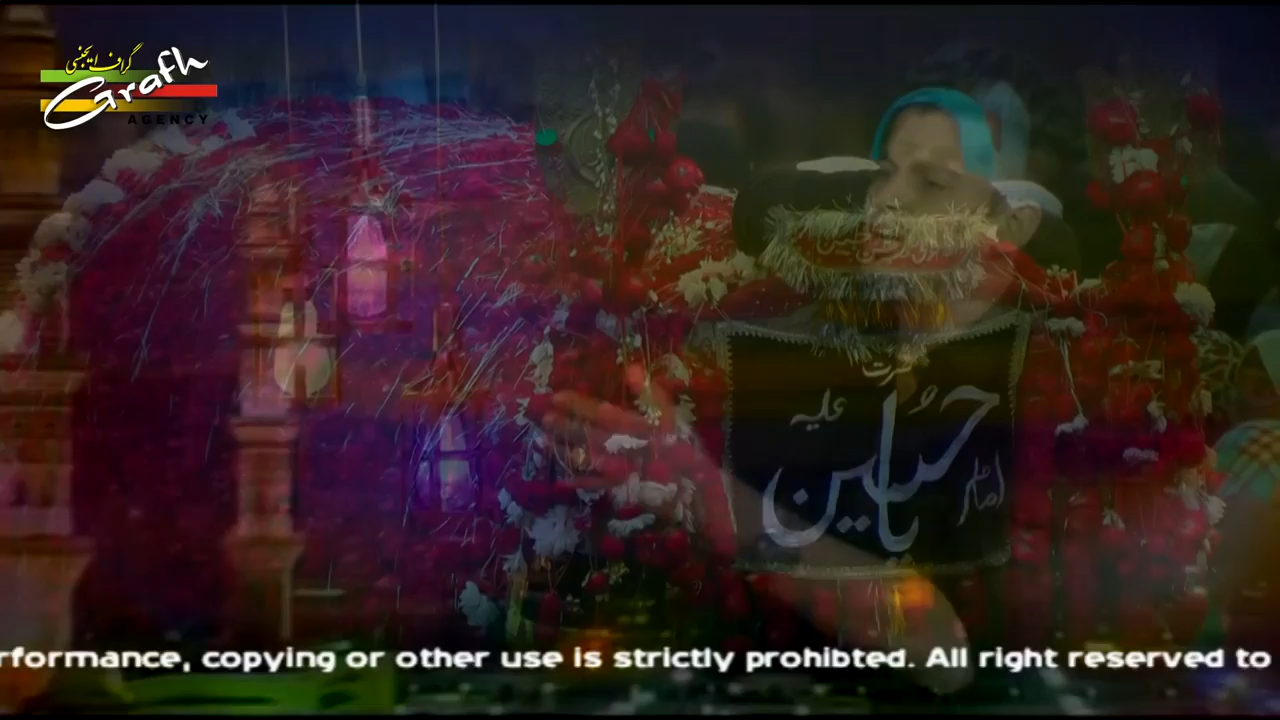 گراف ایجنسی
Grafh
AGENCY
حضرت
علیہ
امام
یا حسین
rformance, copying or other use is strictly prohibted. All right reserved to